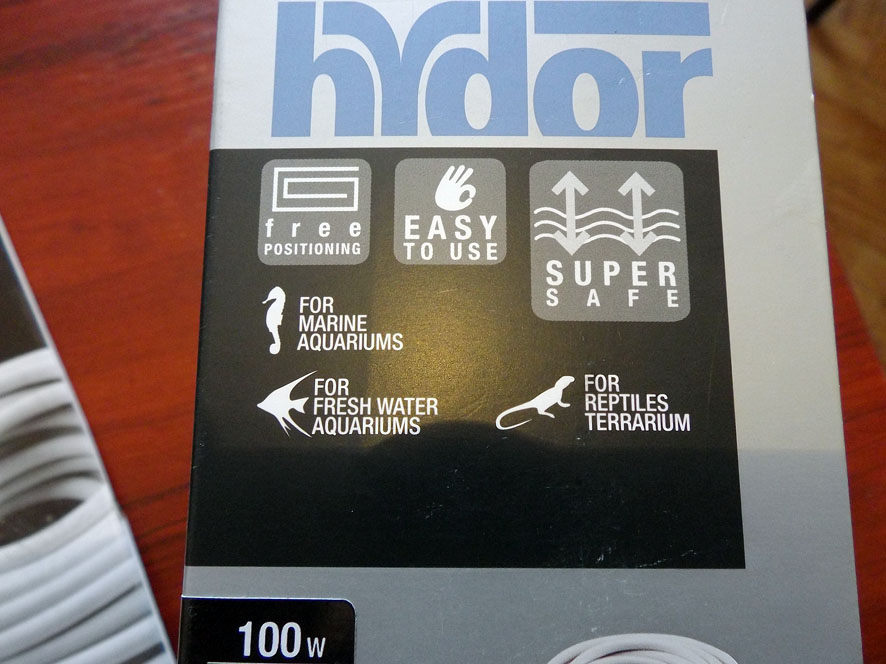 hydor
free
POSITIONING
EASY
TO USE
SUPER
SAFE
FOR
MARINE
AQUARIUMS
FOR
FRESH WATER
AQUARIUMS
FOR
REPTILES
TERRARIUM
100 W